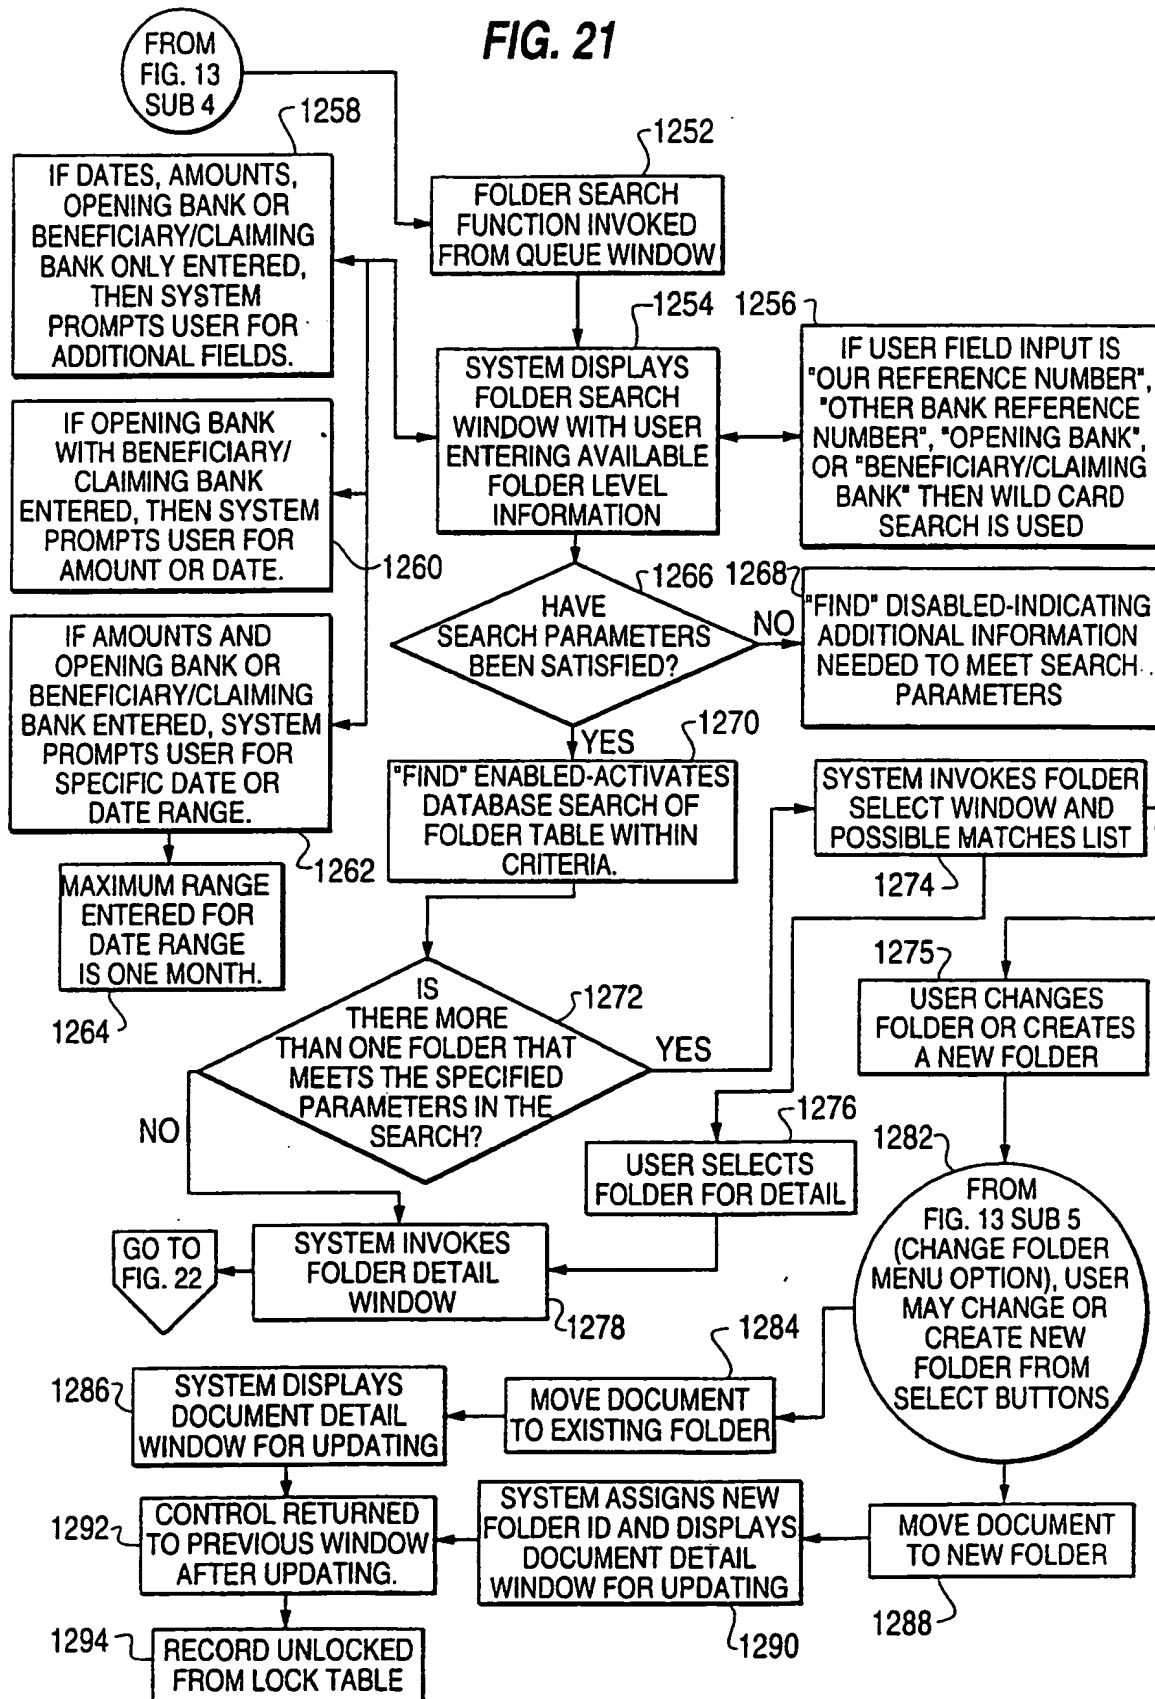 FIG. 21
FROM
FIG. 13
SUB 4
1258
IF DATES, AMOUNTS,
OPENING BANK OR
BENEFICIARY/CLAIMING
BANK ONLY ENTERED,
THEN SYSTEM
PROMPTS USER FOR
ADDITIONAL FIELDS.
1252
FOLDER SEARCH
FUNCTION INVOKED
FROM QUEUE WINDOW
1254
SYSTEM DISPLAYS
FOLDER SEARCH
WINDOW WITH USER
ENTERING AVAILABLE
FOLDER LEVEL
INFORMATION
1256
IF USER FIELD INPUT IS
"OUR REFERENCE NUMBER",
"OTHER BANK REFERENCE
NUMBER", "OPENING BANK",
OR "BENEFICIARY/CLAIMING
BANK" THEN WILD CARD
SEARCH IS USED
IF OPENING BANK
WITH BENEFICIARY/
CLAIMING BANK
ENTERED, THEN SYSTEM
PROMPTS USER FOR
AMOUNT OR DATE.
1260
1266
HAVE
SEARCH PARAMETERS
BEEN SATISFIED?
NO
1268
"FIND" DISABLED-INDICATING
ADDITIONAL INFORMATION
NEEDED TO MEET SEARCH
PARAMETERS
IF AMOUNTS AND
OPENING BANK OR
BENEFICIARY/CLAIMING
BANK ENTERED, SYSTEM
PROMPTS USER FOR
SPECIFIC DATE OR
DATE RANGE.
1262
YES
1270
"FIND" ENABLED-ACTIVATES
DATABASE SEARCH OF
FOLDER TABLE WITHIN
CRITERIA.
SYSTEM INVOKES FOLDER
SELECT WINDOW AND
POSSIBLE MATCHES LIST
1274
MAXIMUM RANGE
ENTERED FOR
DATE RANGE
IS ONE MONTH.
1264
1272
IS
THERE MORE
THAN ONE FOLDER THAT
MEETS THE SPECIFIED
PARAMETERS IN THE
SEARCH?
YES
NO
1275
USER CHANGES
FOLDER OR CREATES
A NEW FOLDER
1276
USER SELECTS
FOLDER FOR DETAIL
1282
FROM
FIG. 13 SUB 5
(CHANGE FOLDER
MENU OPTION), USER
MAY CHANGE OR
CREATE NEW
FOLDER FROM
SELECT BUTTONS
GO TO
FIG. 22
SYSTEM INVOKES
FOLDER DETAIL
WINDOW
1278
1284
MOVE DOCUMENT
TO EXISTING FOLDER
1286
SYSTEM DISPLAYS
DOCUMENT DETAIL
WINDOW FOR UPDATING
1292
CONTROL RETURNED
TO PREVIOUS WINDOW
AFTER UPDATING.
SYSTEM ASSIGNS NEW
FOLDER ID AND DISPLAYS
DOCUMENT DETAIL
WINDOW FOR UPDATING
1290
MOVE DOCUMENT
TO NEW FOLDER
1288
1294
RECORD UNLOCKED
FROM LOCK TABLE